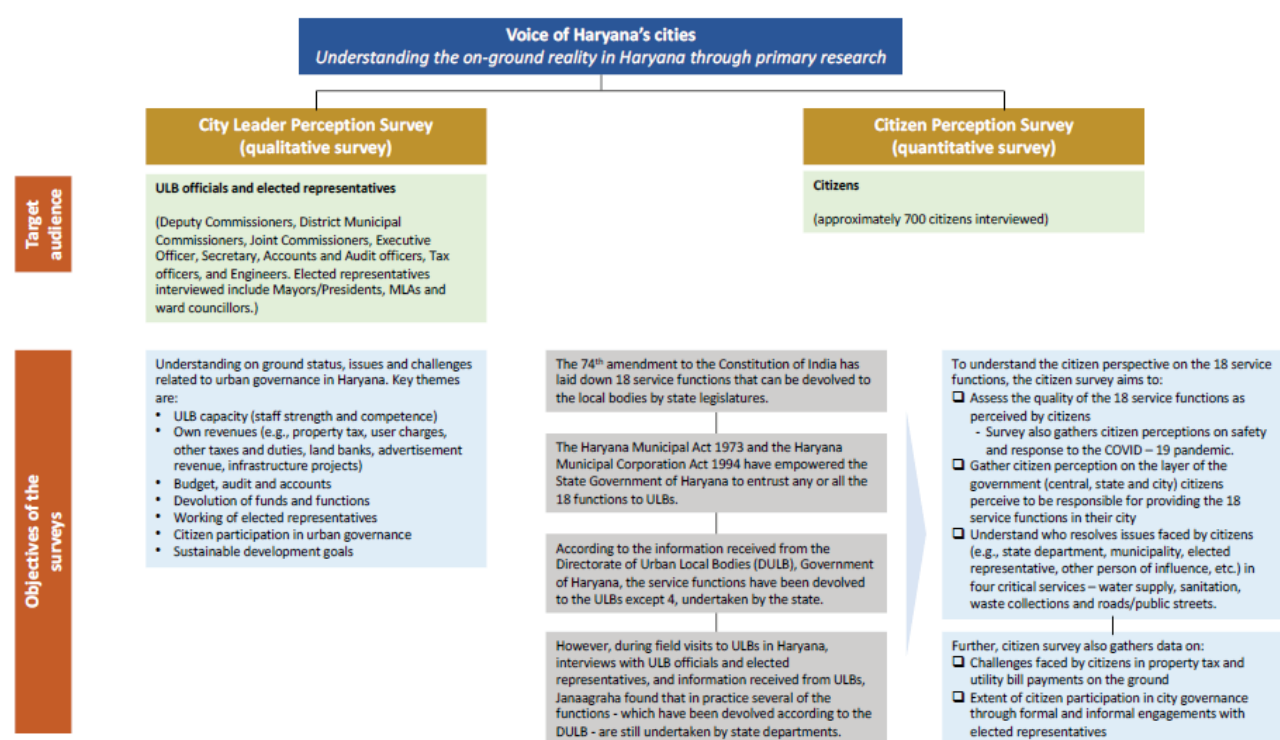 Voice of Haryana's cities
Understanding the on-ground reality in Haryana through primary research
City Leader Perception Survey
(qualitative survey)
Citizen Perception Survey
(quantitative survey)
Target
audience
ULB officials and elected representatives
(Deputy Commissioners, District Municipal
Commissioners, Joint Commissioners, Executive
Officer, Secretary, Accounts and Audit officers, Tax
officers, and Engineers. Elected representatives
interviewed include Mayors/Presidents, MLAs and
ward councillors.)
Citizens
(approximately 700 citizens interviewed)
Objectives of the
surveys
Understanding on ground status, issues and challenges
related to urban governance in Haryana. Key themes
are:
• ULB capacity (staff strength and competence)
• Own revenues (e.g., property tax, user charges,
other taxes and duties, land banks, advertisement
revenue, infrastructure projects)
• Budget, audit and accounts
• Devolution of funds and functions
• Working of elected representatives
• Citizen participation in urban governance
• Sustainable development goals
The 74th amendment to the Constitution of India has
laid down 18 service functions that can be devolved to
the local bodies by state legislatures.
The Haryana Municipal Act 1973 and the Haryana
Municipal Corporation Act 1994 have empowered the
State Government of Haryana to entrust any or all the
18 functions to ULBs.
According to the information received from the
Directorate of Urban Local Bodies (DULB), Government
of Haryana, the service functions have been devolved
to the ULBs except 4, undertaken by the state.
However, during field visits to ULBs in Haryana,
interviews with ULB officials and elected
representatives, and information received from ULBs,
Janaagraha found that in practice several of the
functions - which have been devolved according to the
DULB - are still undertaken by state departments.
To understand the citizen perspective on the 18 service
functions, the citizen survey aims to:
❑ Assess the quality of the 18 service functions as
perceived by citizens
- Survey also gathers citizen perceptions on safety
and response to the COVID – 19 pandemic.
❑ Gather citizen perception on the layer of the
government (central, state and city) citizens
perceive to be responsible for providing the 18
service functions in their city
❑ Understand who resolves issues faced by citizens
(e.g., state department, municipality, elected
representative, other person of influence, etc.) in
four critical services – water supply, sanitation,
waste collections and roads/public streets.
Further, citizen survey also gathers data on:
❑ Challenges faced by citizens in property tax and
utility bill payments on the ground
❑ Extent of citizen participation in city governance
through formal and informal engagements with
elected representatives